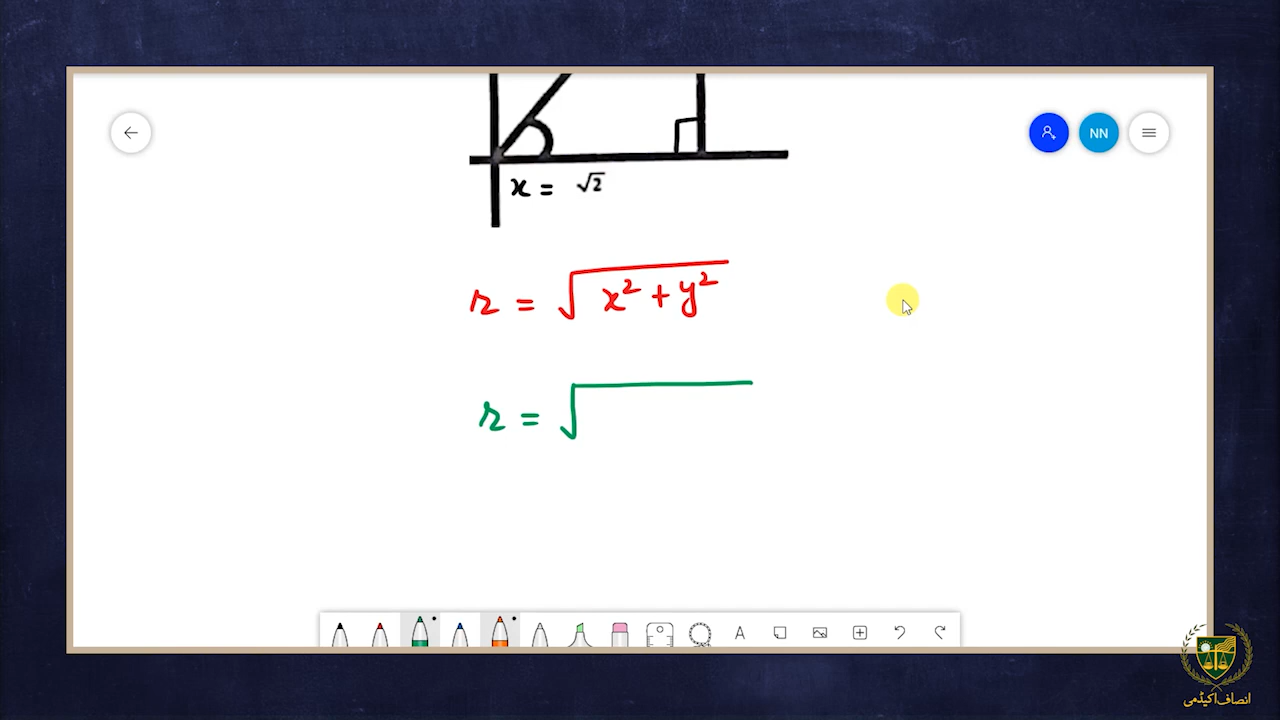 NN
x = √2
r = √x² + y²
r = √
A
انصاف اکیڈمی